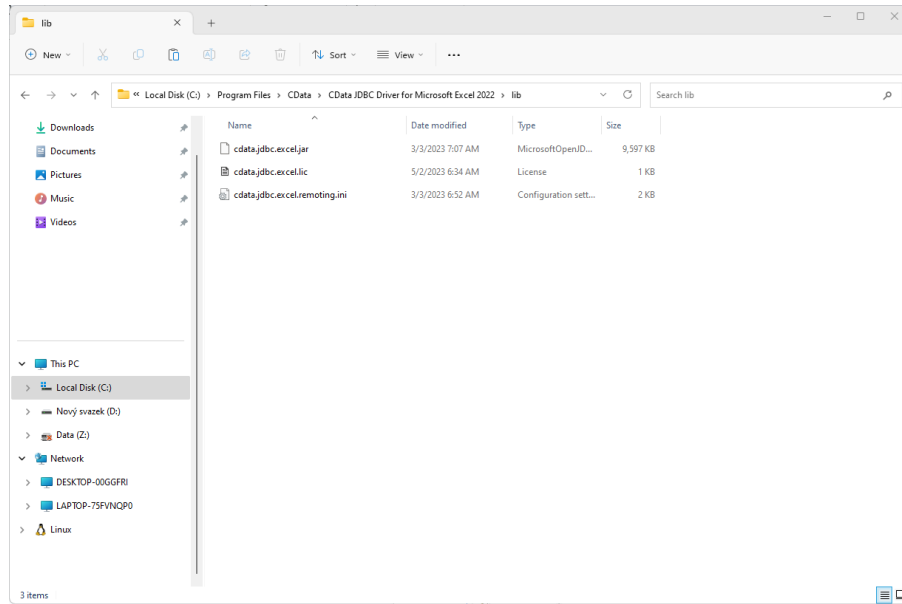 lib
New
Sort
View
Local Disk (C:) > Program Files > CData > CData JDBC Driver for Microsoft Excel 2022 > lib
Search lib
Downloads
Documents
Pictures
Music
Videos
This PC
Local Disk (C:)
Nový svazek (D:)
Data (Z:)
Network
DESKTOP-00GGFRI
LAPTOP-75FVNQP0
Linux
Name Date modified Type Size
cdata.jdbc.excel.jar 3/3/2023 7:07 AM MicrosoftOpenJD... 9,597 KB
cdata.jdbc.excel.lic 5/2/2023 6:34 AM License 1 KB
cdata.jdbc.excel.remoting.ini 3/3/2023 6:52 AM Configuration sett... 2 KB
3 items